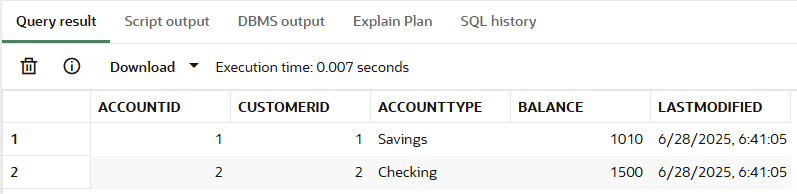 Query result Script output DBMS output Explain Plan SQL history
Download Execution time: 0.007 seconds
ACCOUNTID CUSTOMERID ACCOUNTTYPE BALANCE LASTMODIFIED
1 1 1 Savings 1010 6/28/2025, 6:41:05
2 2 2 Checking 1500 6/28/2025, 6:41:05